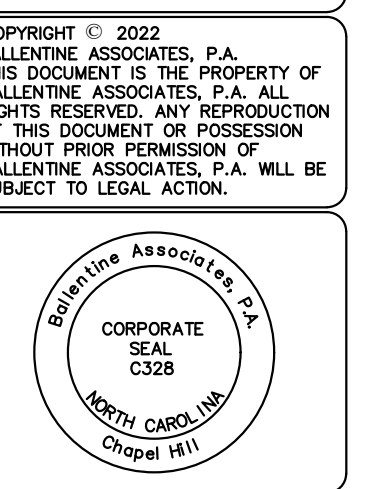 OPYRIGHT © 2022
ALLENTINE ASSOCIATES, P.A.
HIS DOCUMENT IS THE PROPERTY OF
ALLENTINE ASSOCIATES, P.A. ALL
IGHTS RESERVED. ANY REPRODUCTION
THIS DOCUMENT OR POSSESSION
ITHOUT PRIOR PERMISSION OF
ALLENTINE ASSOCIATES, P.A. WILL BE
UBJECT TO LEGAL ACTION.
Ballentine Associates, P.A.
CORPORATE
SEAL
C328
NORTH CAROLINA
Chapel Hill